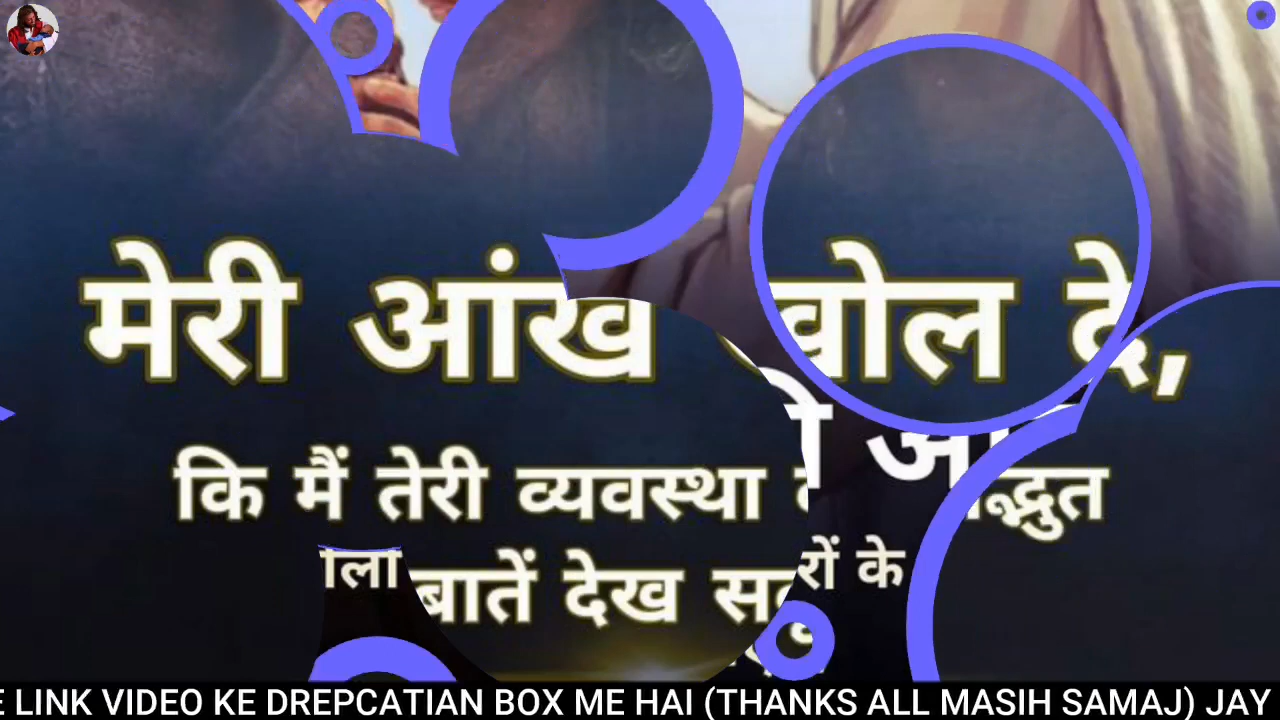 मेरी आंख खोल दे,
कि मैं तेरी व्यवस्था
बातें देख
के
LINK VIDEO KE DREPCATIAN BOX ME HAI (THANKS ALL MASIH SAMAJ) JAY